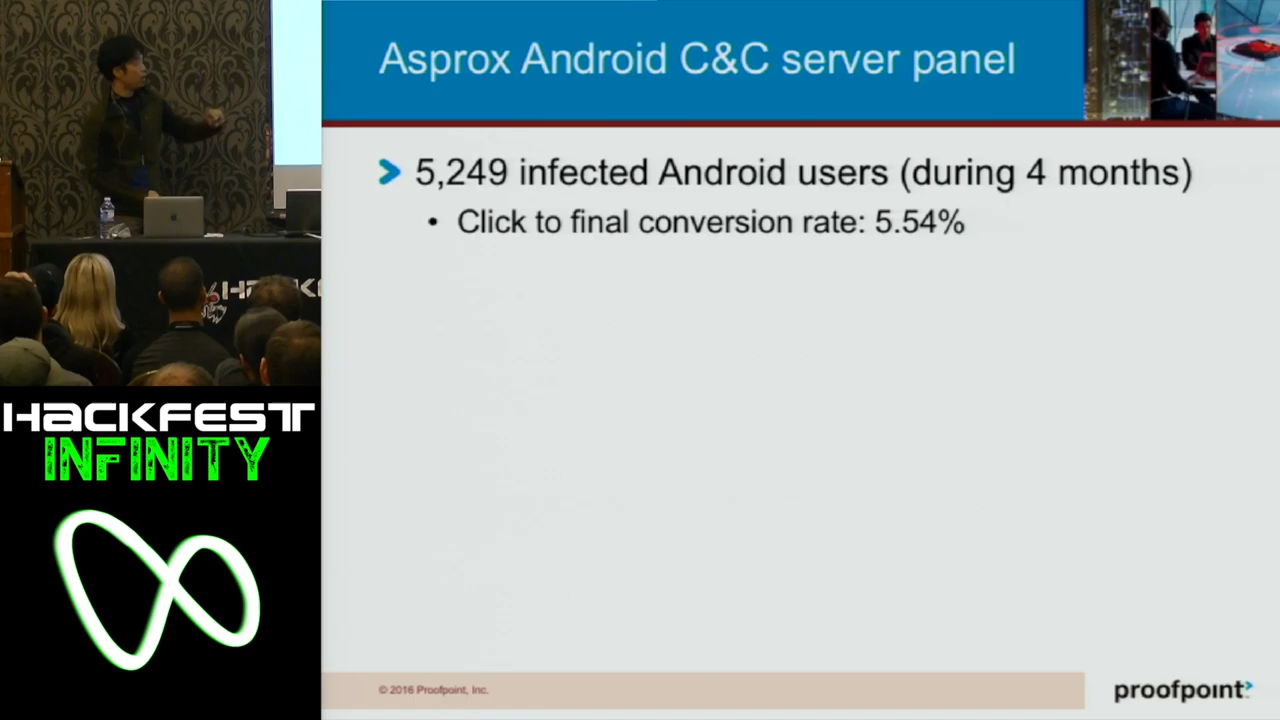 Asprox Android C&C server panel
5,249 infected Android users (during 4 months)
• Click to final conversion rate: 5.54%
HACKFEST
INFINITY
© 2016 Proofpoint, Inc.
proofpoint